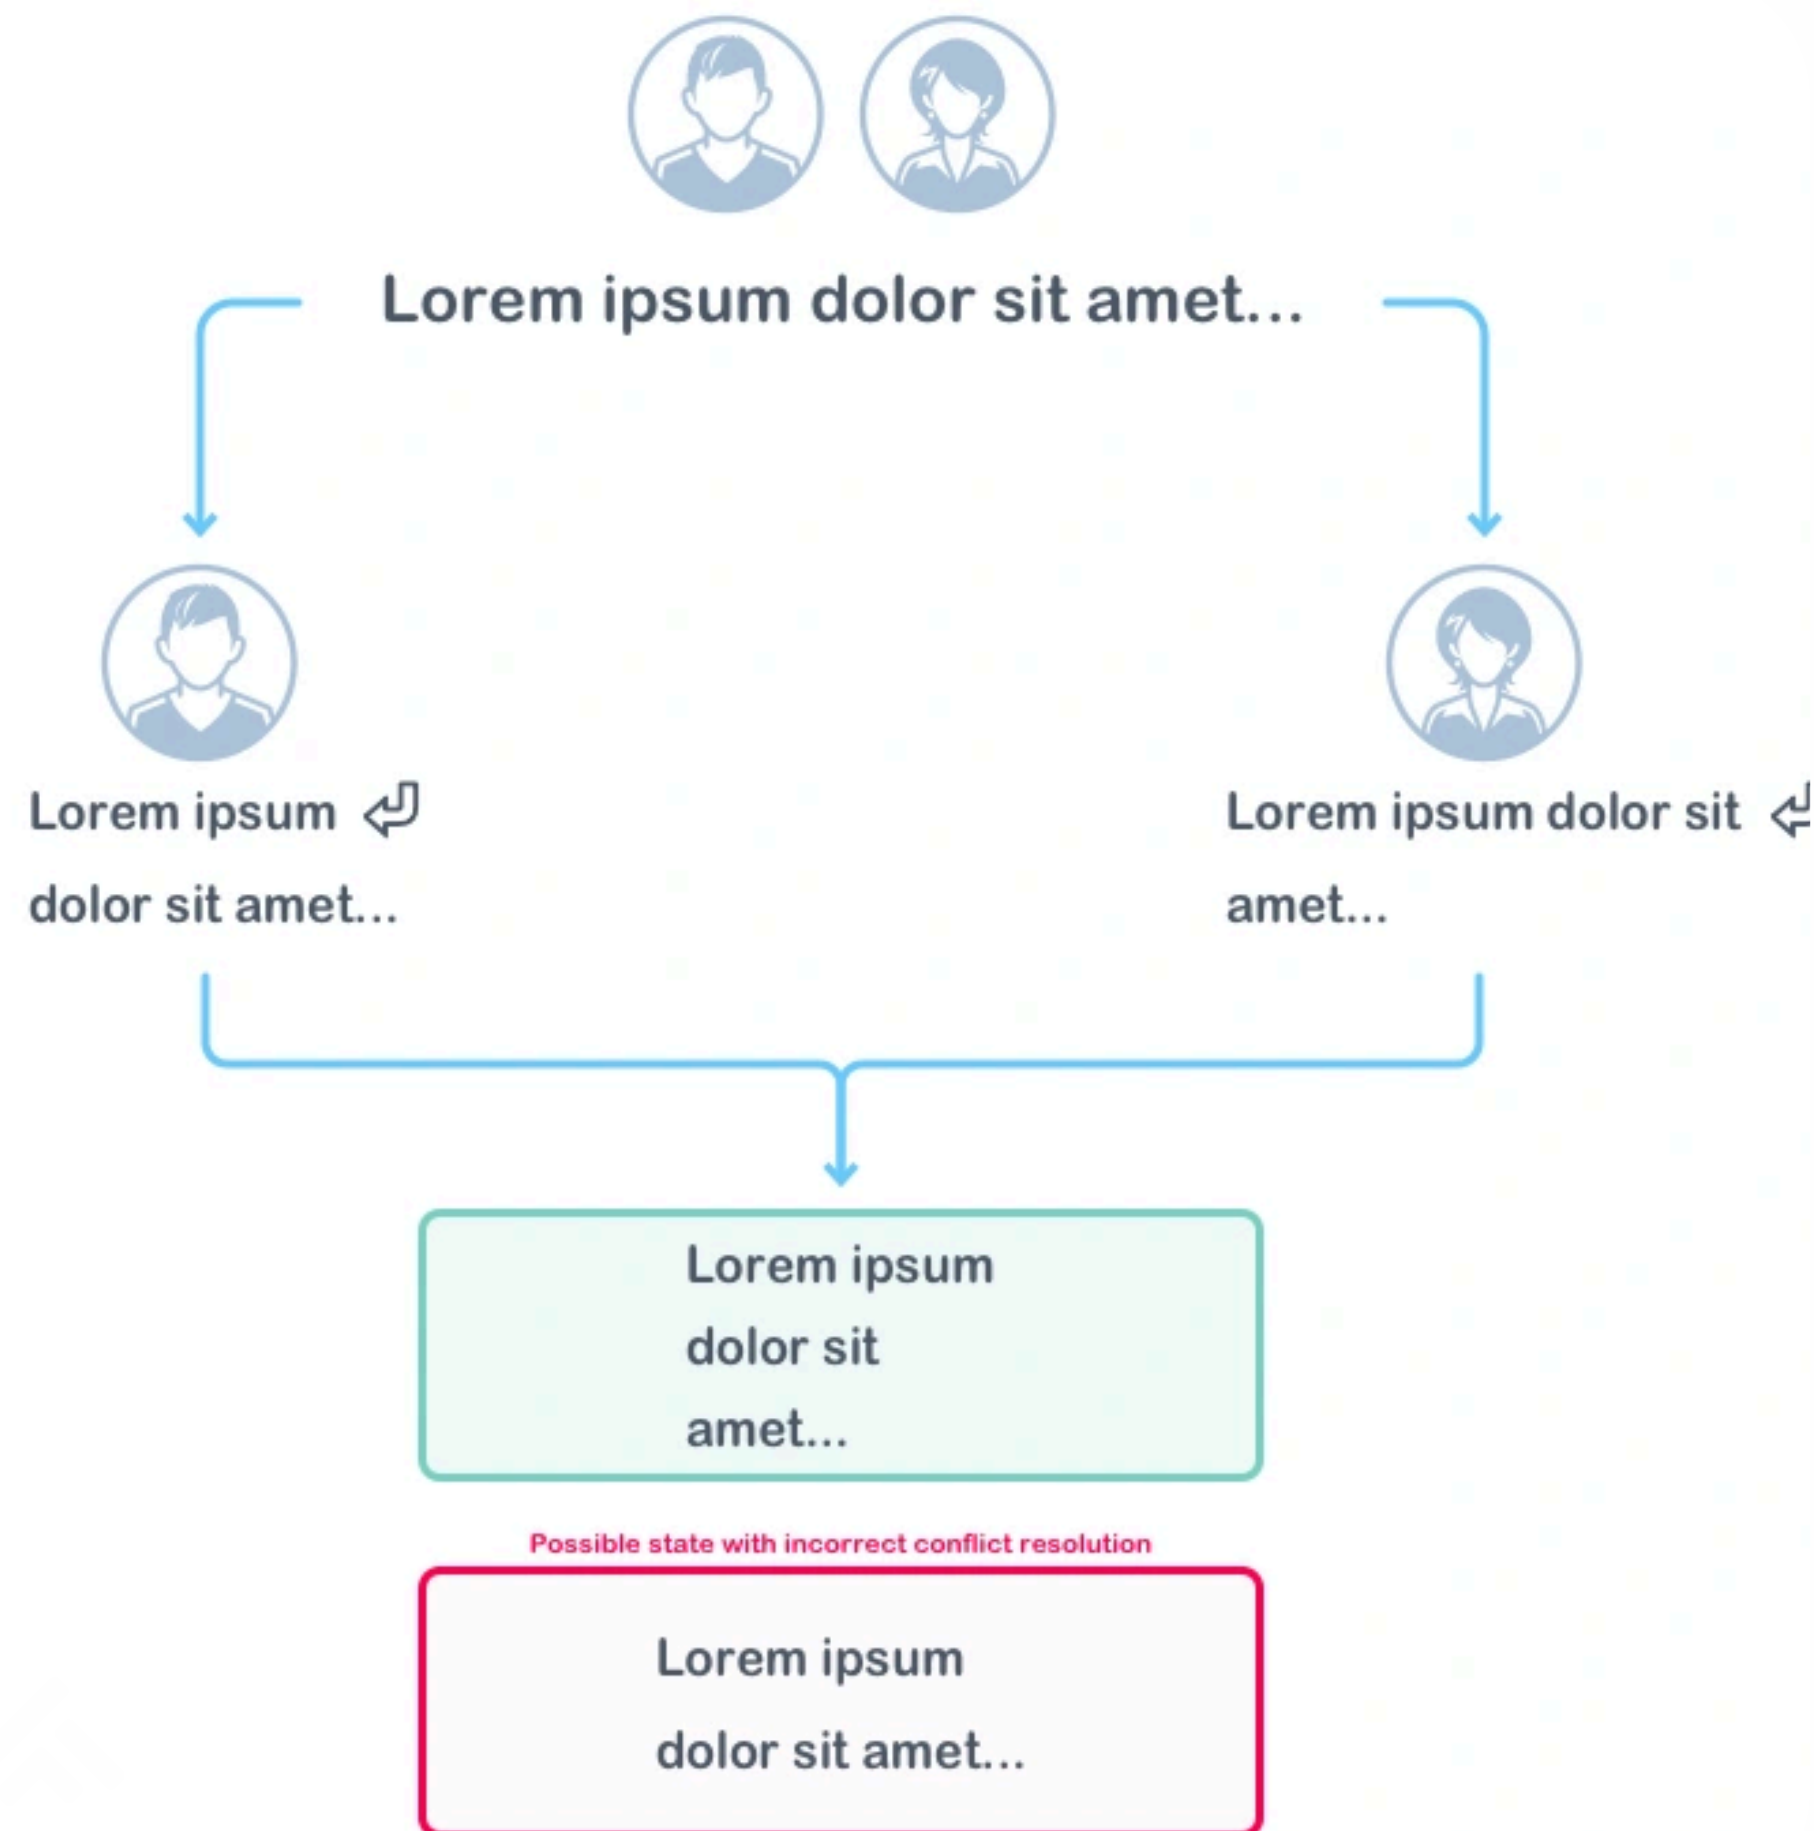 Lorem ipsum dolor sit amet...
Lorem ipsum
dolor sit amet...
Lorem ipsum dolor sit
amet...
Lorem ipsum
dolor sit
amet...
Possible state with incorrect conflict resolution
Lorem ipsum
dolor sit amet...